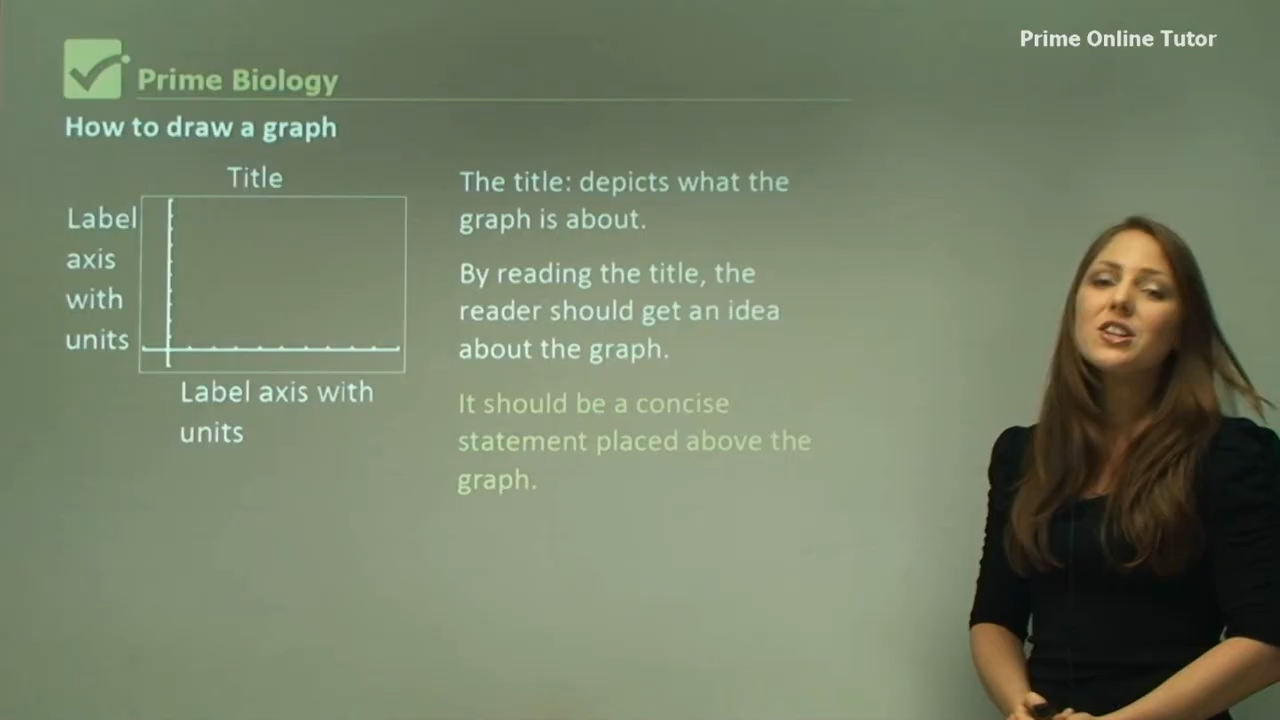 Prime Online Tutor
Prime Biology
How to draw a graph
Title
Label
axis
with
units
Label axis with
units
The title: depicts what the
graph is about.
By reading the title, the
reader should get an idea
about the graph.
It should be a concise
statement placed above the
graph.